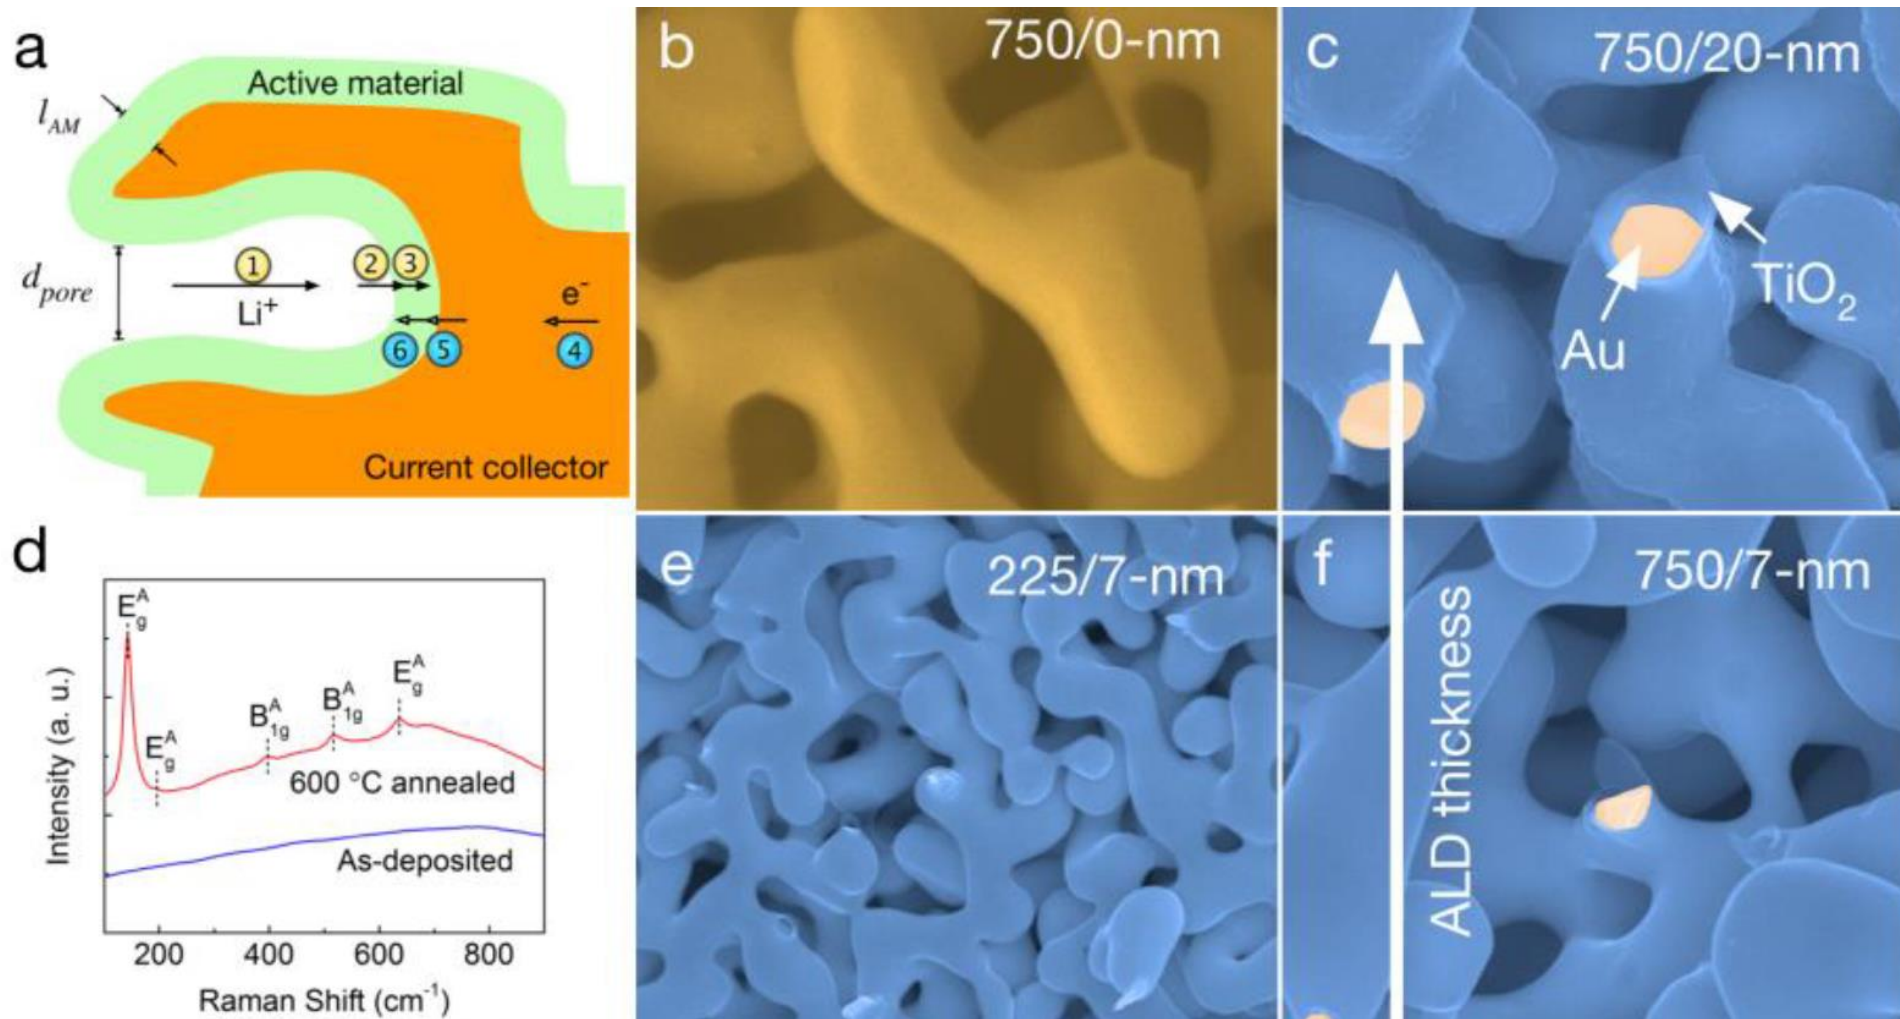 a
Active material
l_AM
d_pore
1
2
3
Li⁺
e⁻
6
5
4
Current collector
b
750/0-nm
c
750/20-nm
TiO₂
Au
d
E_g^A
E_g^A
B_1g^A
B_1g^A
E_g^A
600 °C annealed
As-deposited
Intensity (a. u.)
200
400
600
800
Raman Shift (cm⁻¹)
e
225/7-nm
f
750/7-nm
ALD thickness